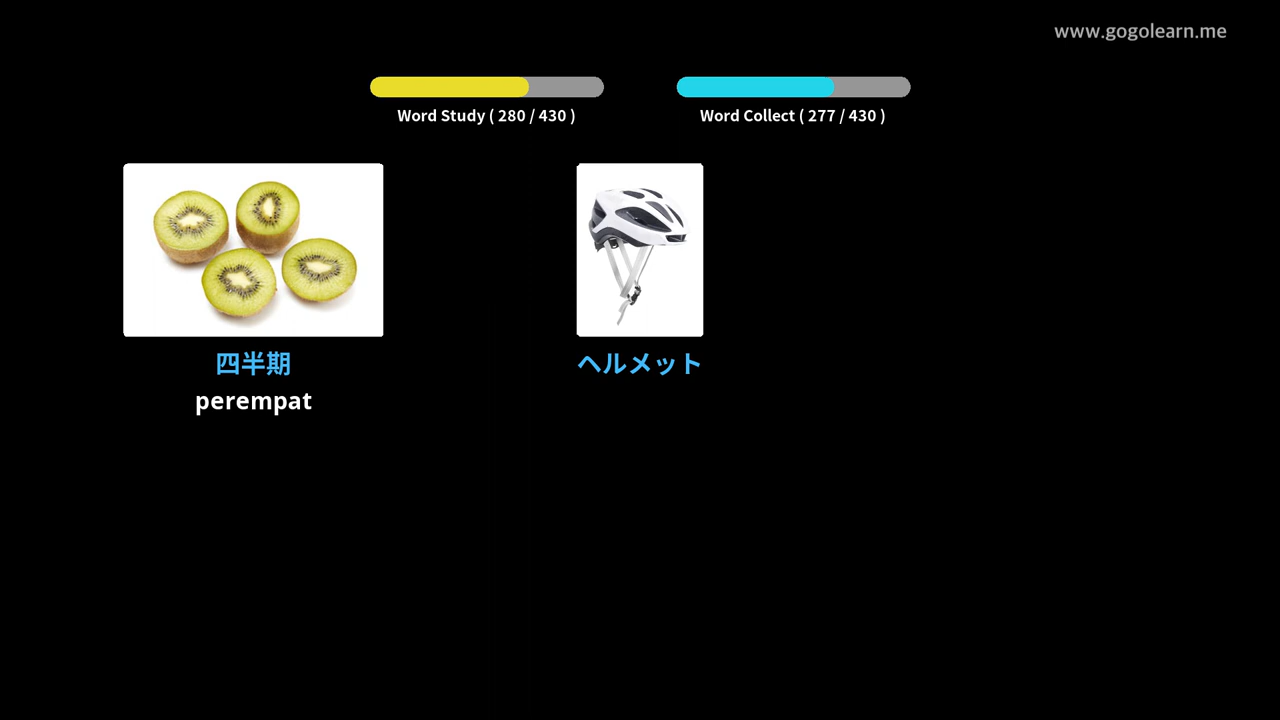 www.gogolearn.me
Word Study ( 280 / 430 )
Word Collect ( 277 / 430 )
四半期
perempat
ヘルメット